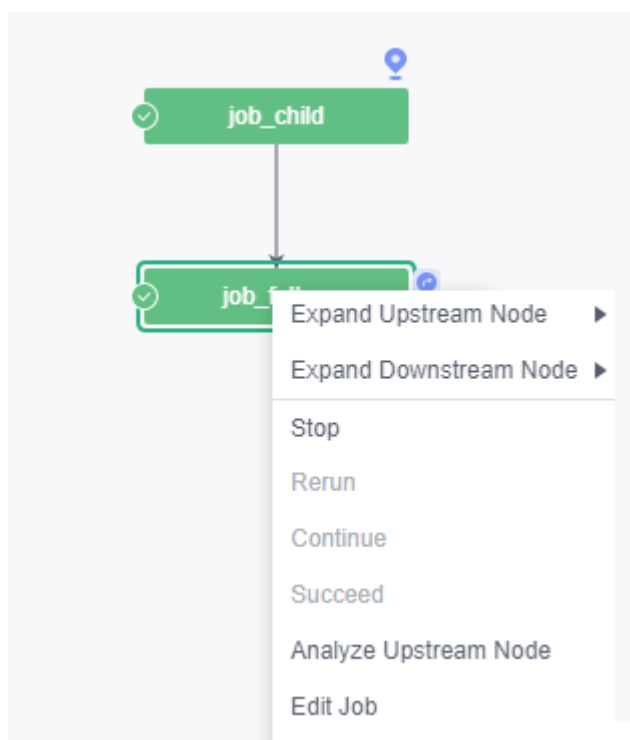 job_child
Expand Upstream Node
Expand Downstream Node
Stop
Rerun
Continue
Succeed
Analyze Upstream Node
Edit Job